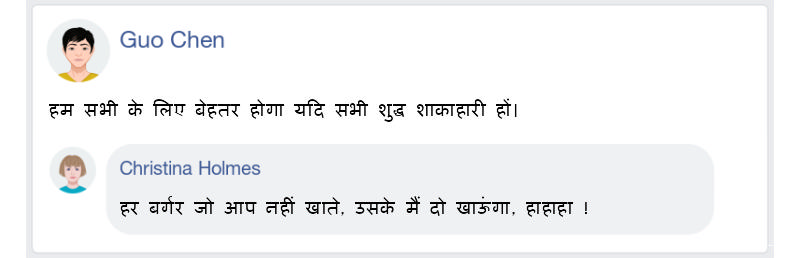 Guo Chen
हम सभी के लिए बेहतर होगा यदि सभी शुद्ध शाकाहारी हों।
Christina Holmes
हर बर्गर जो आप नहीं खाते, उसके मैं दो खाऊंगा, हाहाहा !